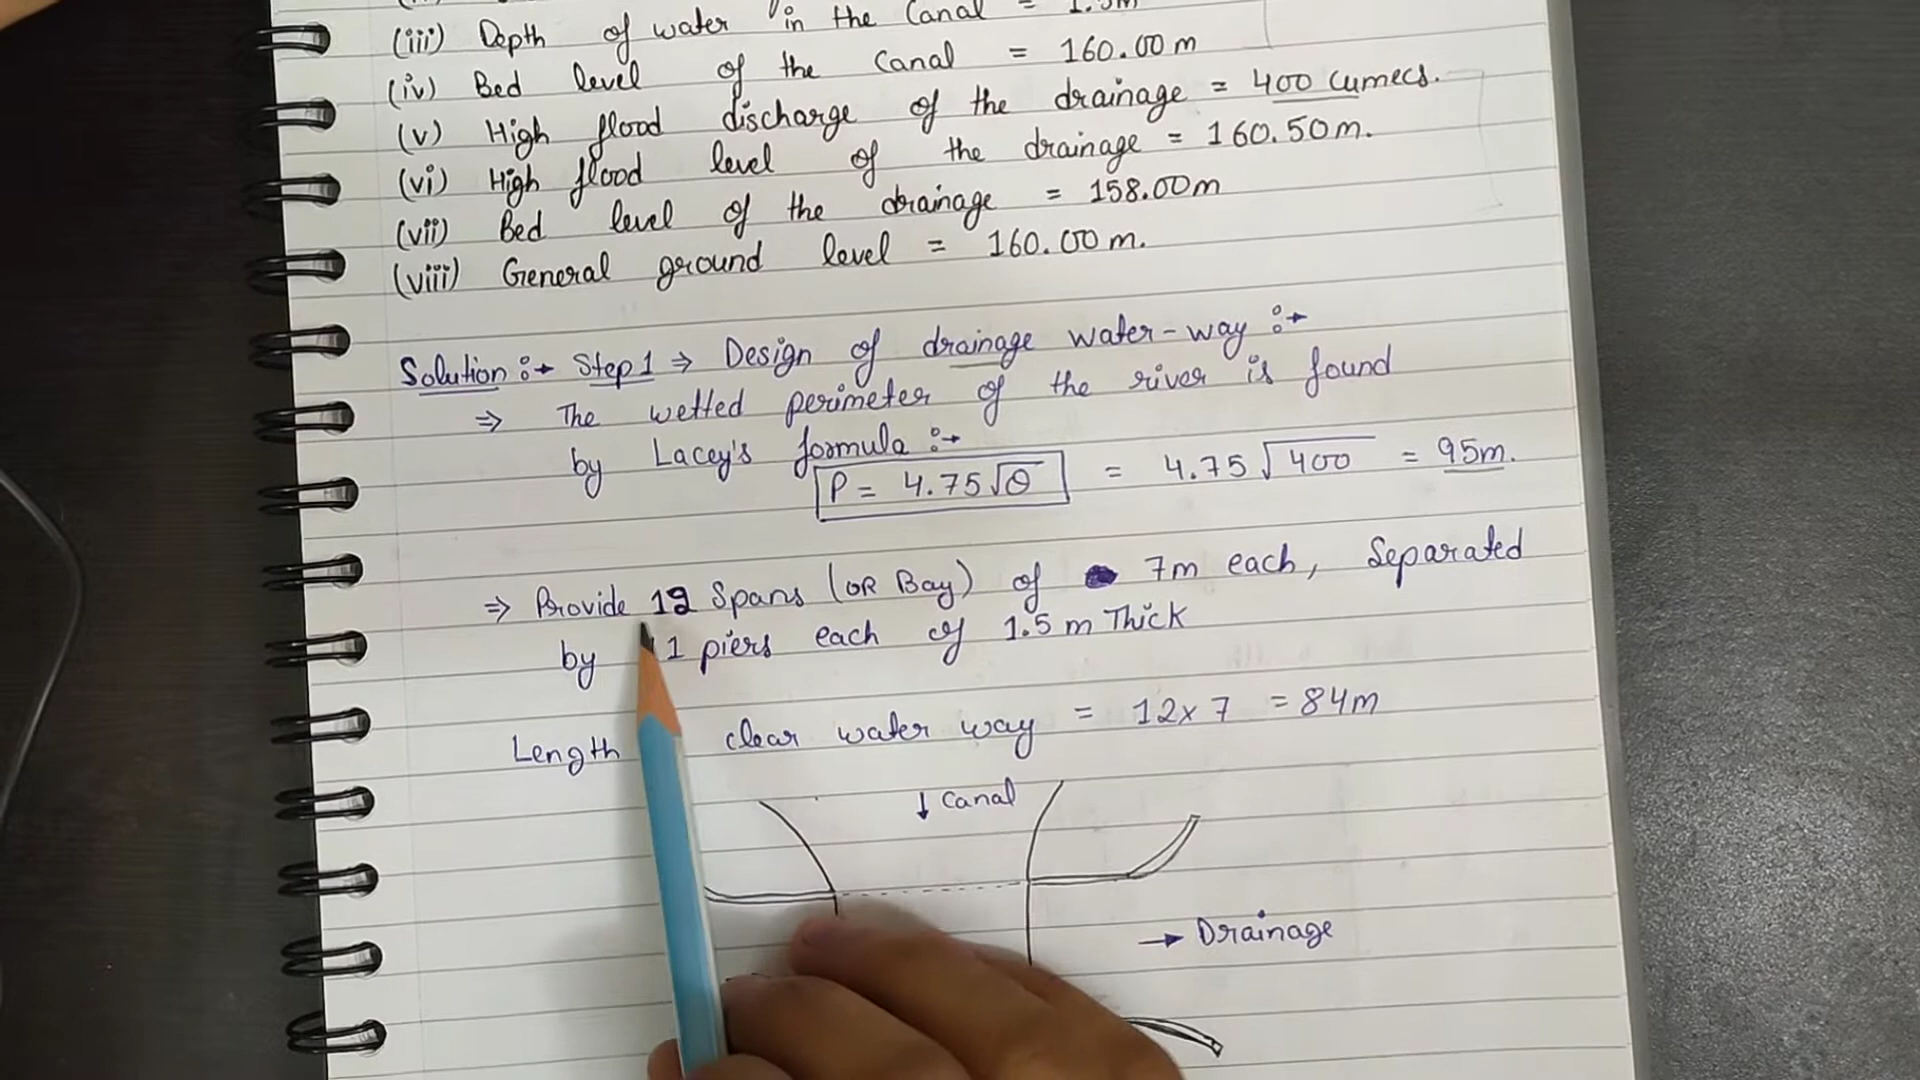 (iii) Depth of water in the Canal = 1.5m
(iv) Bed level of the Canal = 160.00 m
(v) High flood discharge of the drainage = 400 cumecs.
(vi) High flood level of the drainage = 160.50m.
(vii) Bed level of the drainage = 158.00m
(viii) General ground level = 160.00m.
Solution :→ Step 1 ⇒ Design of drainage water-way :→
⇒ The wetted perimeter of the river is found
by Lacey's formula :→
P = 4.75√Q = 4.75√400 = 95m.
⇒ Provide 12 Spans (OR Bay) of 7m each, Separated
by 1 piers each of 1.5 m Thick
Length clear water way = 12x7 = 84m
↓ Canal
→ Drainage